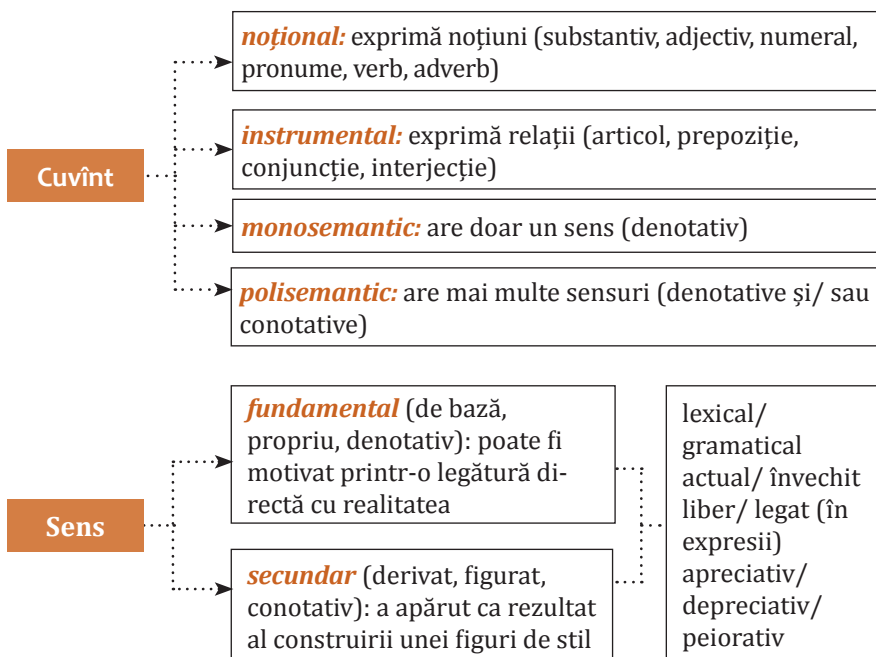 noțional: exprimă noțiuni (substantiv, adjectiv, numeral,
pronume, verb, adverb)
instrumental: exprimă relații (articol, prepoziție,
conjuncție, interjecție)
Cuvînt
monosemantic: are doar un sens (denotativ)
polisemantic: are mai multe sensuri (denotative și/ sau
conotative)
fundamental (de bază,
propriu, denotativ): poate fi
motivat printr-o legătură di-
rectă cu realitatea
Sens
secundar (derivat, figurat,
conotativ): a apărut ca rezultat
al construirii unei figuri de stil
lexical/
gramatical
actual/ învechit
liber/ legat (în
expresii)
apreciativ/
depreciativ/
peiorativ